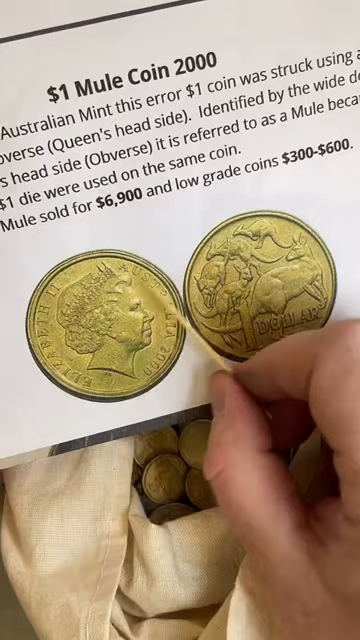 $1 Mule Coin 2000
Australian Mint this error $1 coin was struck using a
verse (Queen's head side). Identified by the wide
s head side (Obverse) it is referred to as a Mule
$1 die were used on the same coin.
Mule sold for $6,900 and low grade coins $300-$600.
ELIZABETH II AUSTRALIA 2000
DOLLAR